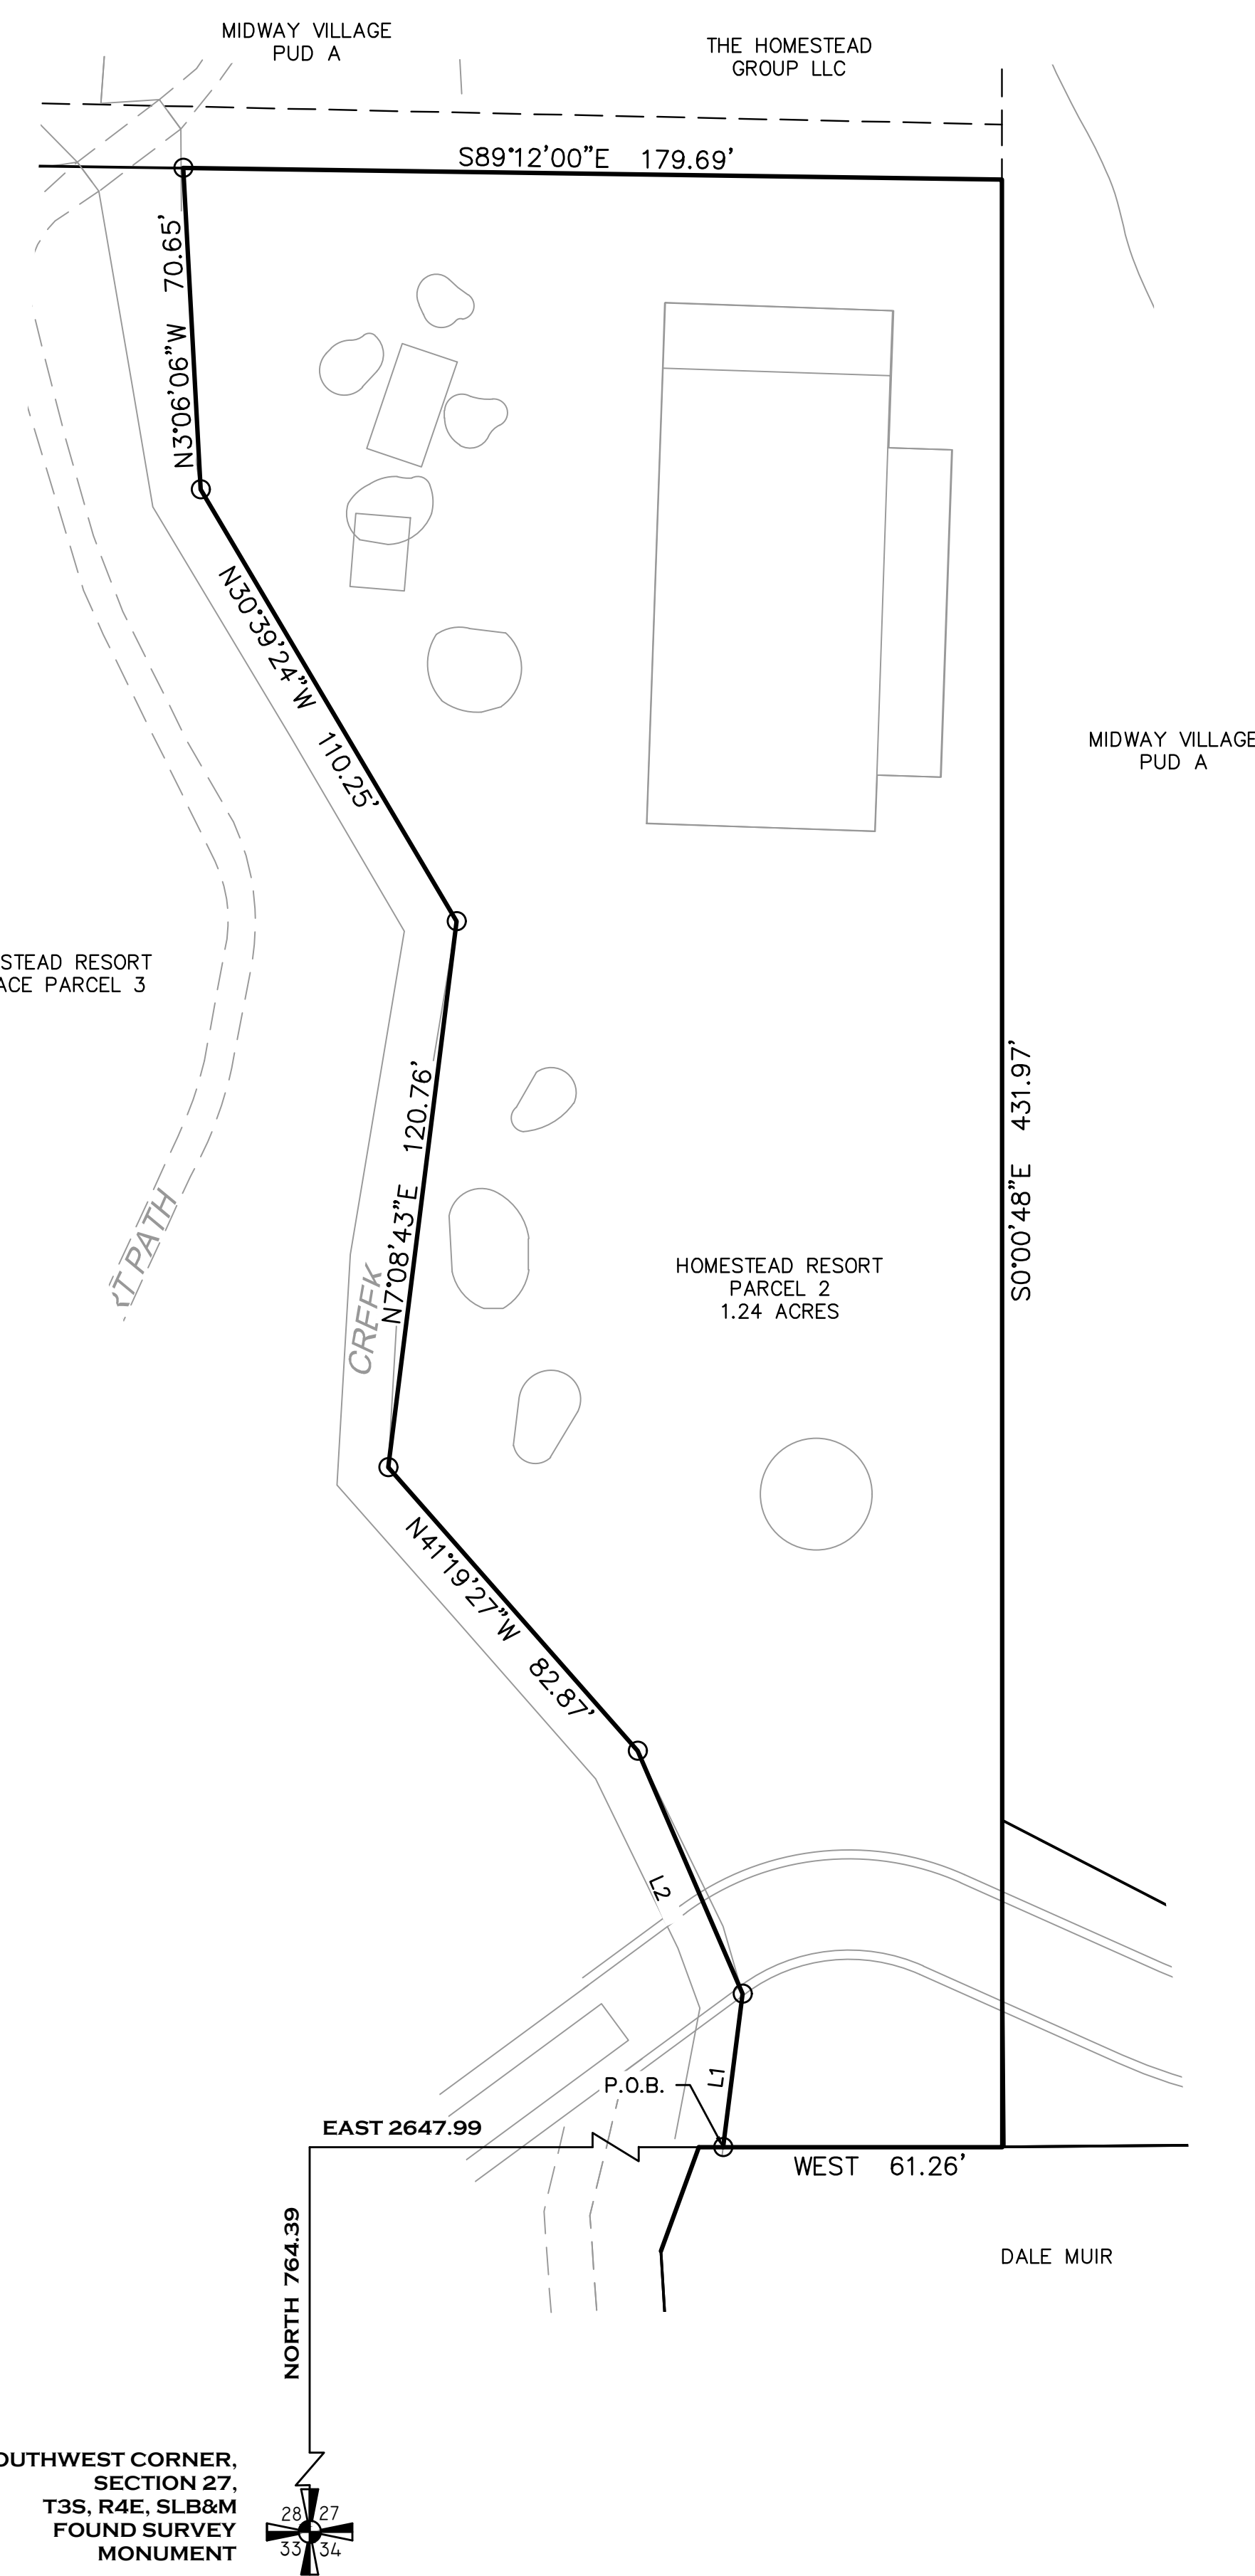 MIDWAY VILLAGE
PUD A
THE HOMESTEAD
GROUP LLC
S89°12'00"E 179.69'
N3°06'06"W 70.65'
N30°39'24"W 110.25'
MIDWAY VILLAGE
PUD A
STEAD RESORT
ACE PARCEL 3
N7°08'43"E 120.76'
S0°00'48"E 431.97'
RT PATH
CREEK
HOMESTEAD RESORT
PARCEL 2
1.24 ACRES
N41°19'27"W 82.87'
L2
L1
P.O.B.
EAST 2647.99
WEST 61.26'
NORTH 764.39
DALE MUIR
OUTHWEST CORNER,
SECTION 27,
T3S, R4E, SLB&M
FOUND SURVEY
MONUMENT
28 27
33 34